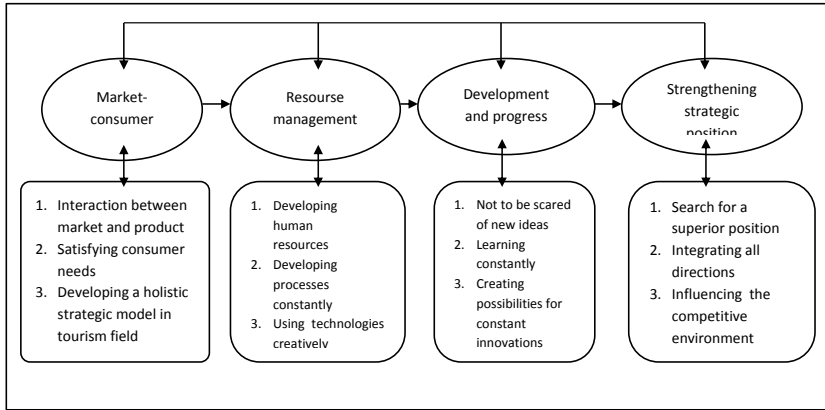 Market-
consumer
Resourse
management
Development
and progress
Strengthening
strategic
position
1. Interaction between
market and product
2. Satisfying consumer
needs
3. Developing a holistic
strategic model in
tourism field
1. Developing
human
resources
2. Developing
processes
constantly
3. Using technologies
creatively
1. Not to be scared
of new ideas
2. Learning
constantly
3. Creating
possibilities for
constant
innovations
1. Search for a
superior position
2. Integrating all
directions
3. Influencing the
competitive
environment